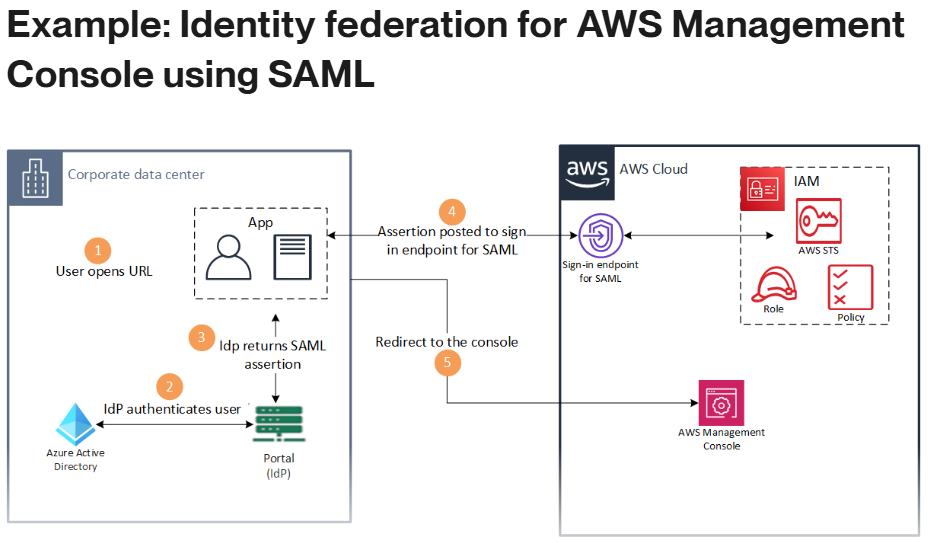 Example: Identity federation for AWS Management
Console using SAML
Corporate data center
aws
AWS Cloud
App
4
Assertion posted to sign
in endpoint for SAML
Sign-in endpoint
for SAML
IAM
AWS STS
Role
Policy
1
User opens URL
3
Idp returns SAML
assertion
Redirect to the console
5
2
IdP authenticates user
Azure Active
Directory
Portal
(IdP)
AWS Management
Console